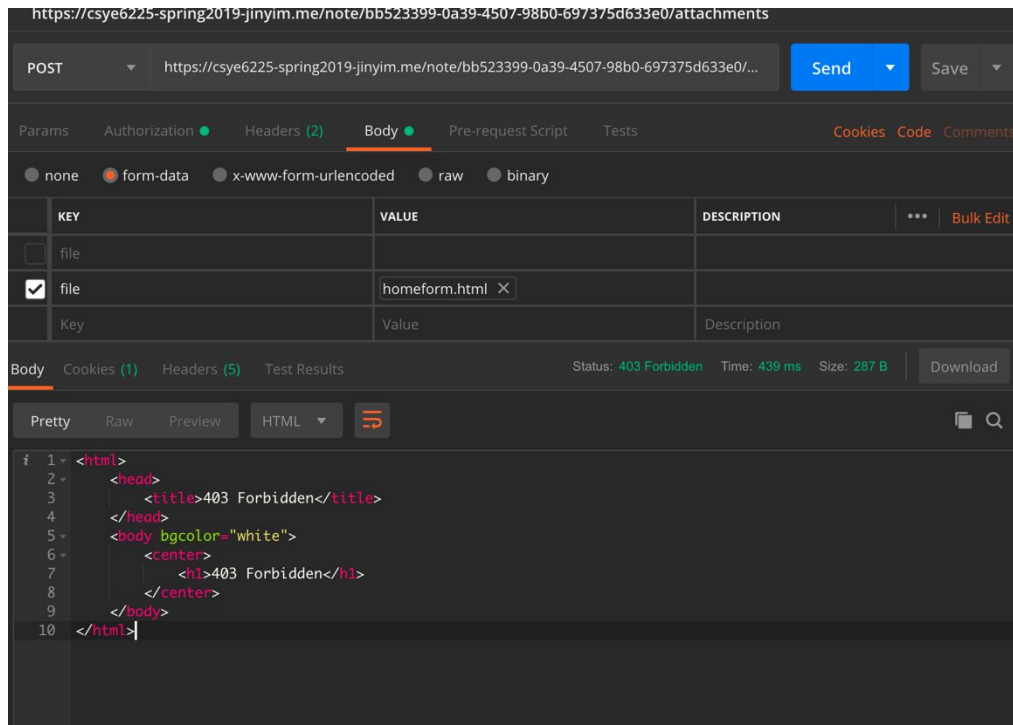 https://csye6225-spring2019-jinyim.me/note/bb523399-0a39-4507-98b0-697375d633e0/attachments
POST https://csye6225-spring2019-jinyim.me/note/bb523399-0a39-4507-98b0-697375d633e0/... Send Save
Params Authorization Headers (2) Body Pre-request Script Tests Cookies Code Comments
none form-data x-www-form-urlencoded raw binary
KEY VALUE DESCRIPTION ••• Bulk Edit
file
file homeform.html
Key Value Description
Body Cookies (1) Headers (5) Test Results Status: 403 Forbidden Time: 439 ms Size: 287 B Download
Pretty Raw Preview HTML
i 1 <html>
2 <head>
3 <title>403 Forbidden</title>
4 </head>
5 <body bgcolor="white">
6 <center>
7 <h1>403 Forbidden</h1>
8 </center>
9 </body>
10 </html>